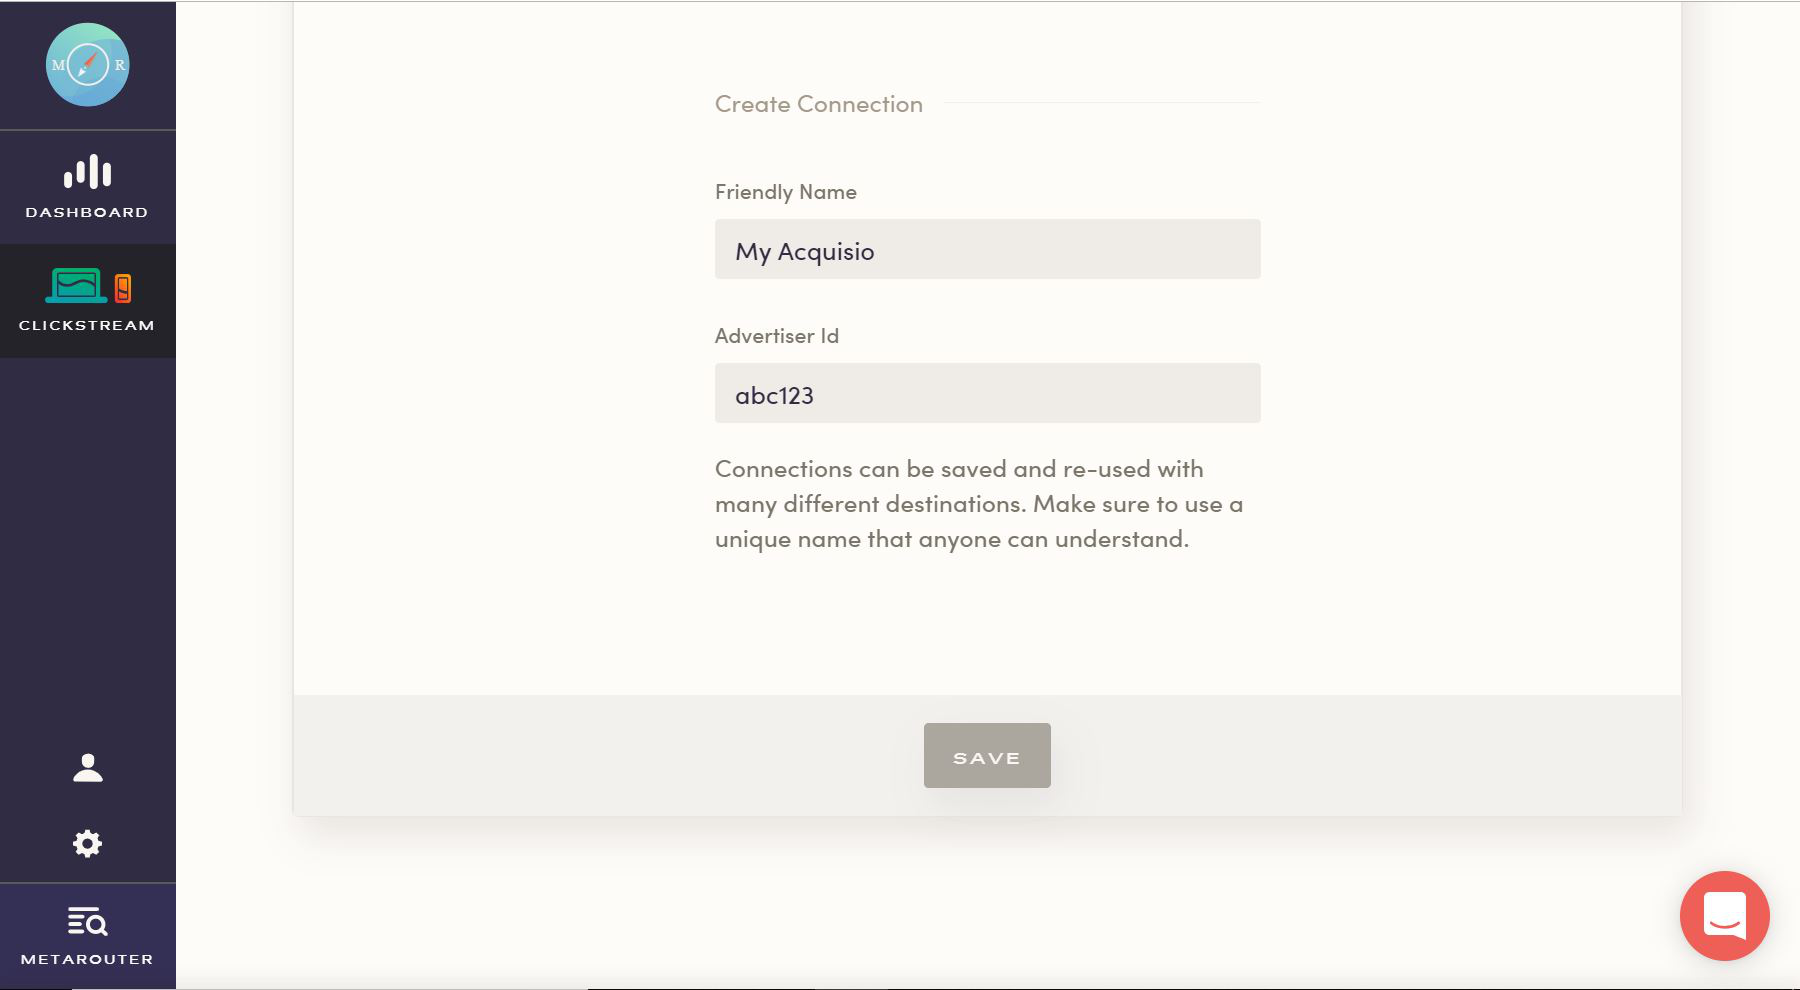 M R
DASHBOARD
CLICKSTREAM
METAROUTER
Create Connection
Friendly Name
My Acquisio
Advertiser Id
abc123
Connections can be saved and re-used with
many different destinations. Make sure to use a
unique name that anyone can understand.
SAVE